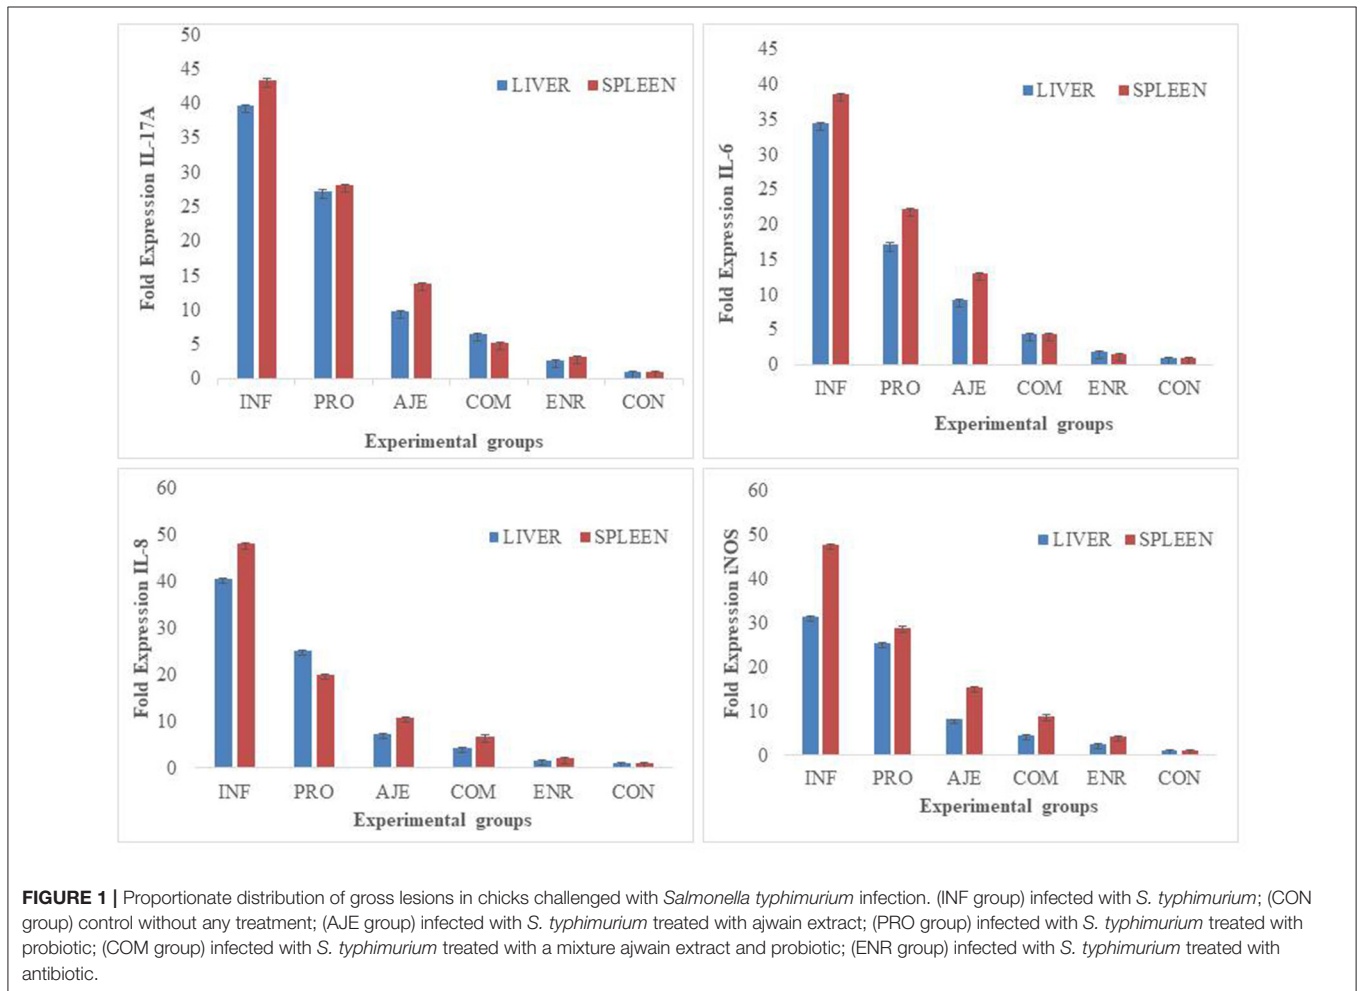 Fold Expression IL-17A
50
45
40
35
30
25
20
15
10
5
0
LIVER SPLEEN
INF PRO AJE COM ENR CON
Experimental groups
Fold Expression IL-6
45
40
35
30
25
20
15
10
5
0
LIVER SPLEEN
INF PRO AJE COM ENR CON
Experimental groups
Fold Expression IL-8
60
50
40
30
20
10
0
LIVER SPLEEN
INF PRO AJE COM ENR CON
Experimental groups
Fold Expression iNOS
60
50
40
30
20
10
0
LIVER SPLEEN
INF PRO AJE COM ENR CON
Experimental groups
FIGURE 1 | Proportionate distribution of gross lesions in chicks challenged with Salmonella typhimurium infection. (INF group) infected with S. typhimurium; (CON
group) control without any treatment; (AJE group) infected with S. typhimurium treated with ajwain extract; (PRO group) infected with S. typhimurium treated with
probiotic; (COM group) infected with S. typhimurium treated with a mixture ajwain extract and probiotic; (ENR group) infected with S. typhimurium treated with
antibiotic.